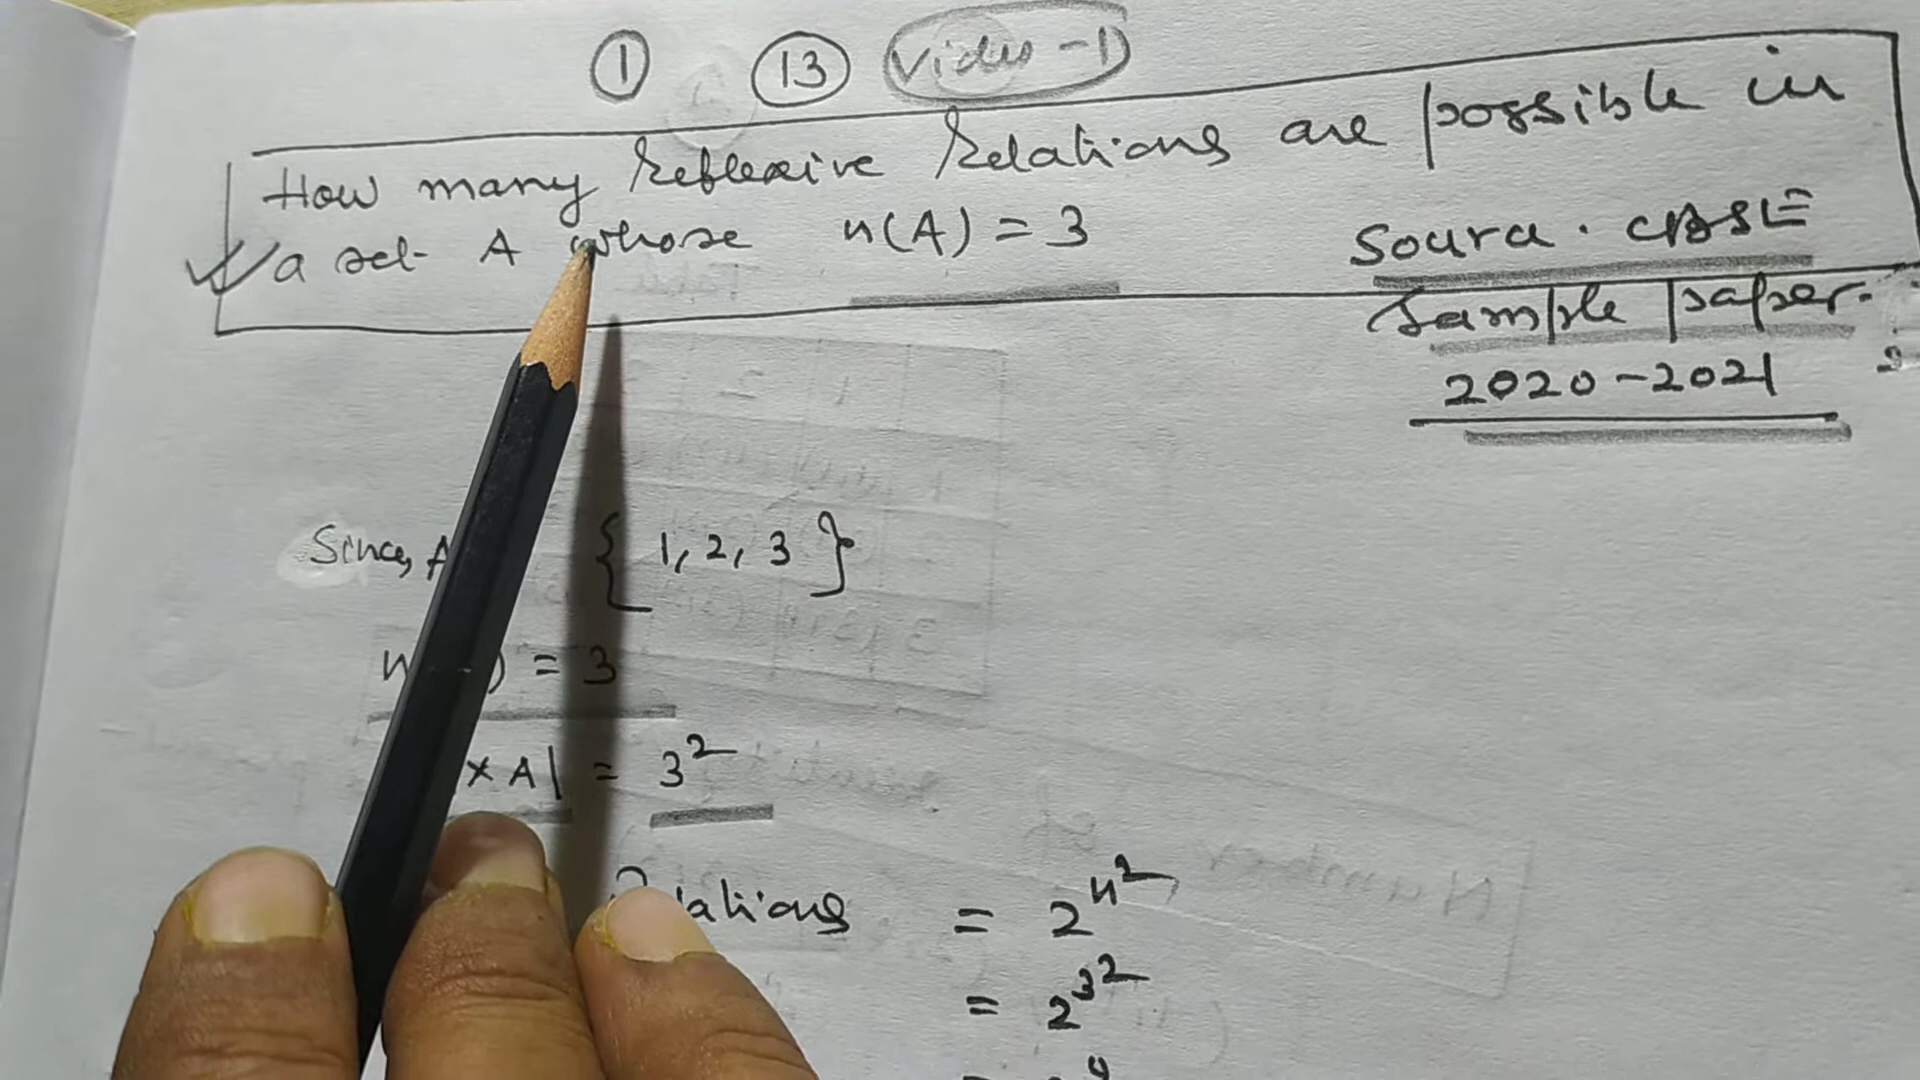 ① ⑬ Video-1
How many reflexive Relations are possible in
a set A whose n(A) = 3
Source. CBSE
Sample paper.
2020-2021
Since, A { 1, 2, 3 }
n ) = 3
× A| = 3²
= 2^n²
= 2^3²